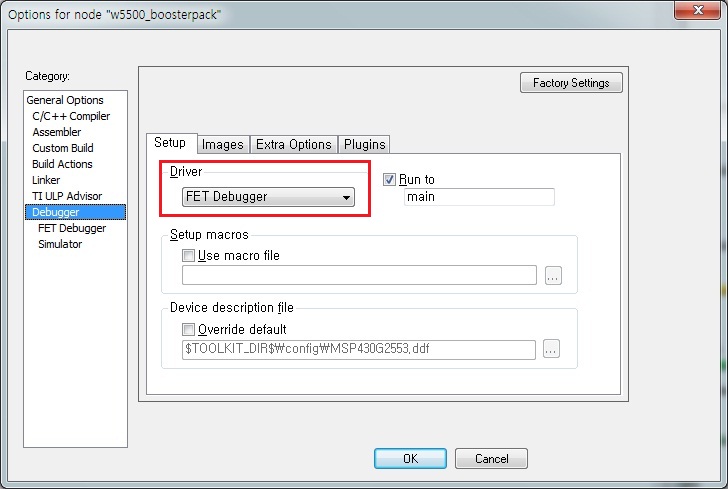 Options for node "w5500_boosterpack"
Category:
General Options
C/C++ Compiler
Assembler
Custom Build
Build Actions
Linker
TI ULP Advisor
Debugger
FET Debugger
Simulator
Factory Settings
Setup Images Extra Options Plugins
Driver
FET Debugger
Run to
main
Setup macros
Use macro file
...
Device description file
Override default
$TOOLKIT_DIR$₩config₩MSP430G2553.ddf
...
OK Cancel